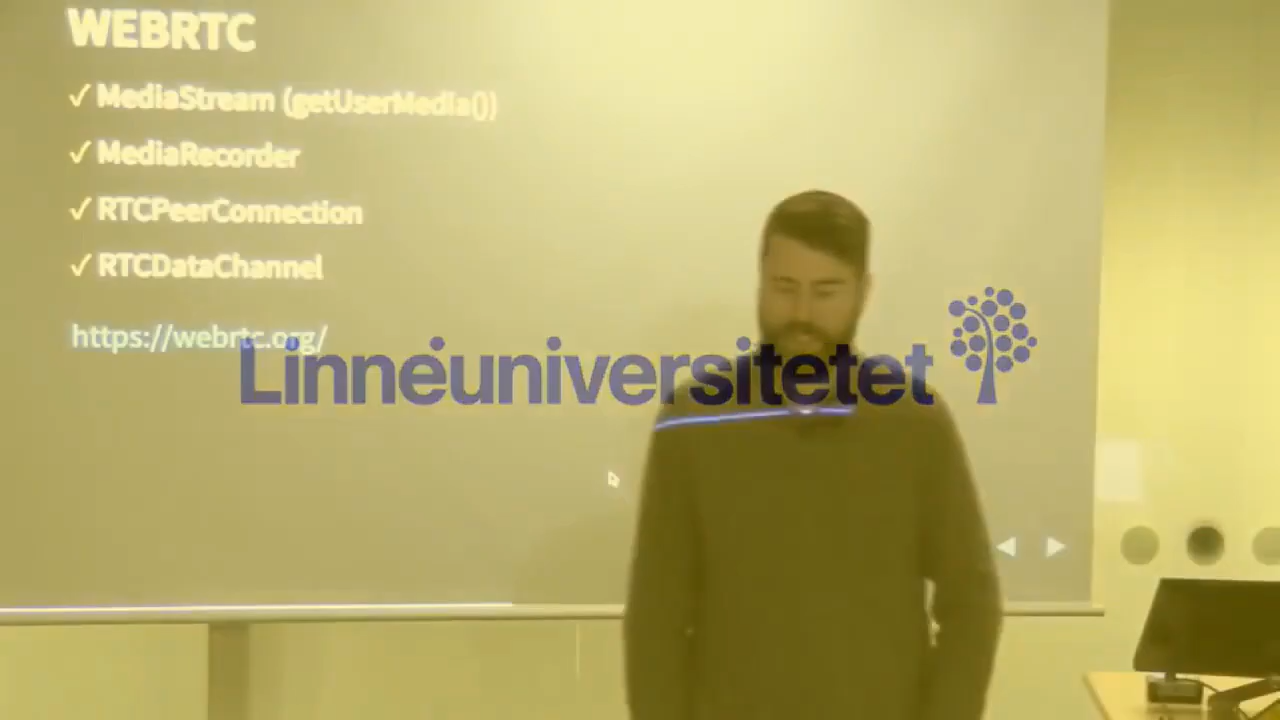 WEBRTC
✓ MediaStream (getUserMedia())
✓ MediaRecorder
✓ RTCPeerConnection
✓ RTCDataChannel
https://webrtc.org/
Linnéuniversitetet